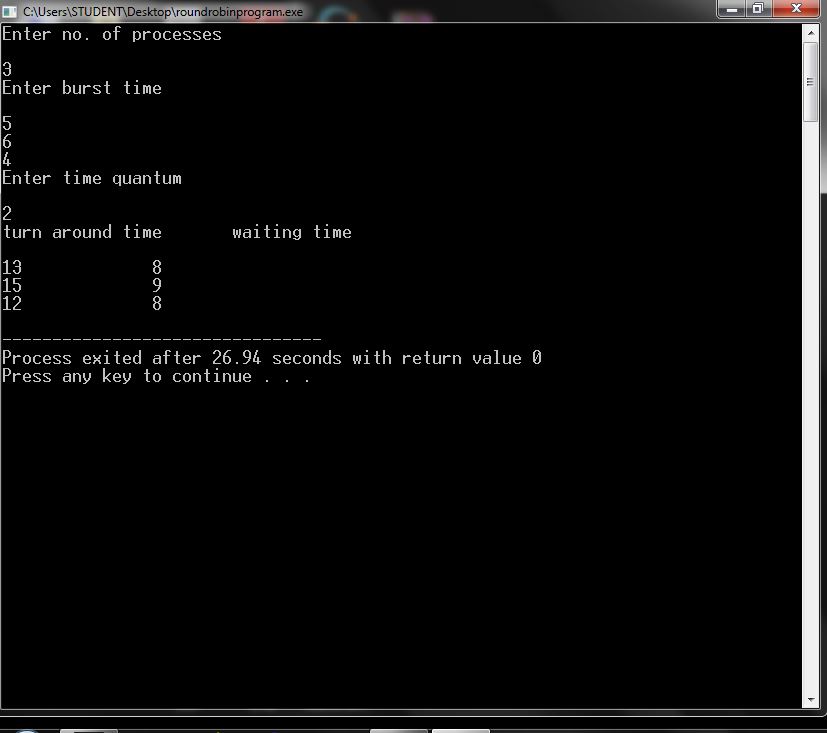 C:\Users\STUDENT\Desktop\roundrobinprogram.exe
Enter no. of processes
3
Enter burst time
5
6
4
Enter time quantum
2
turn around time waiting time
13 8
15 9
12 8
--------------------------------
Process exited after 26.94 seconds with return value 0
Press any key to continue . . .